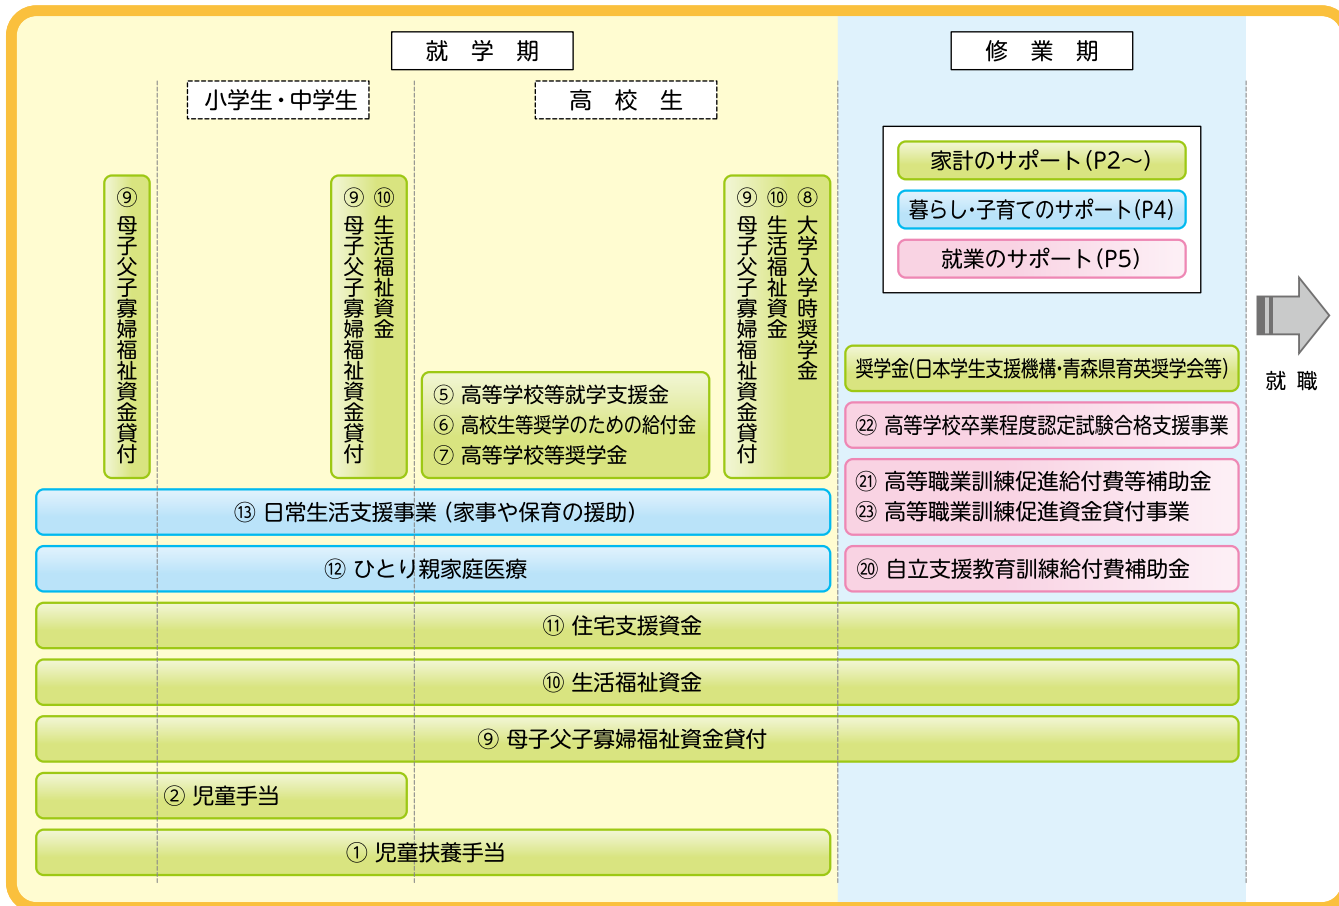 就学期
修業期
小学生・中学生
高校生
家計のサポート(P2～)
暮らし・子育てのサポート(P4)
就業のサポート(P5)
⑨ 母子父子寡婦福祉資金貸付
⑩ 生活福祉資金
⑨ 母子父子寡婦福祉資金貸付
⑧ 大学入学時奨学金
⑩ 生活福祉資金
⑨ 母子父子寡婦福祉資金貸付
⑤ 高等学校等就学支援金
⑥ 高校生等奨学のための給付金
⑦ 高等学校等奨学金
奨学金(日本学生支援機構・青森県育英奨学会等)
就職
㉒ 高等学校卒業程度認定試験合格支援事業
㉑ 高等職業訓練促進給付費等補助金
㉓ 高等職業訓練促進資金貸付事業
⑬ 日常生活支援事業（家事や保育の援助）
⑫ ひとり親家庭医療
⑳ 自立支援教育訓練給付費補助金
⑪ 住宅支援資金
⑩ 生活福祉資金
⑨ 母子父子寡婦福祉資金貸付
② 児童手当
① 児童扶養手当